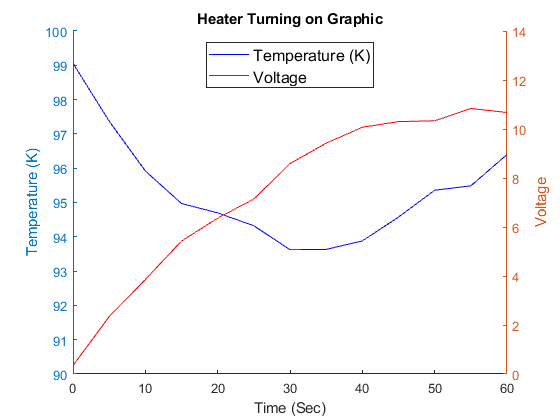 Heater Turning on Graphic
Temperature (K)
Voltage
100
99
98
97
96
95
94
93
92
91
90
Temperature (K)
14
12
10
8
6
4
2
0
Voltage
0 10 20 30 40 50 60
Time (Sec)